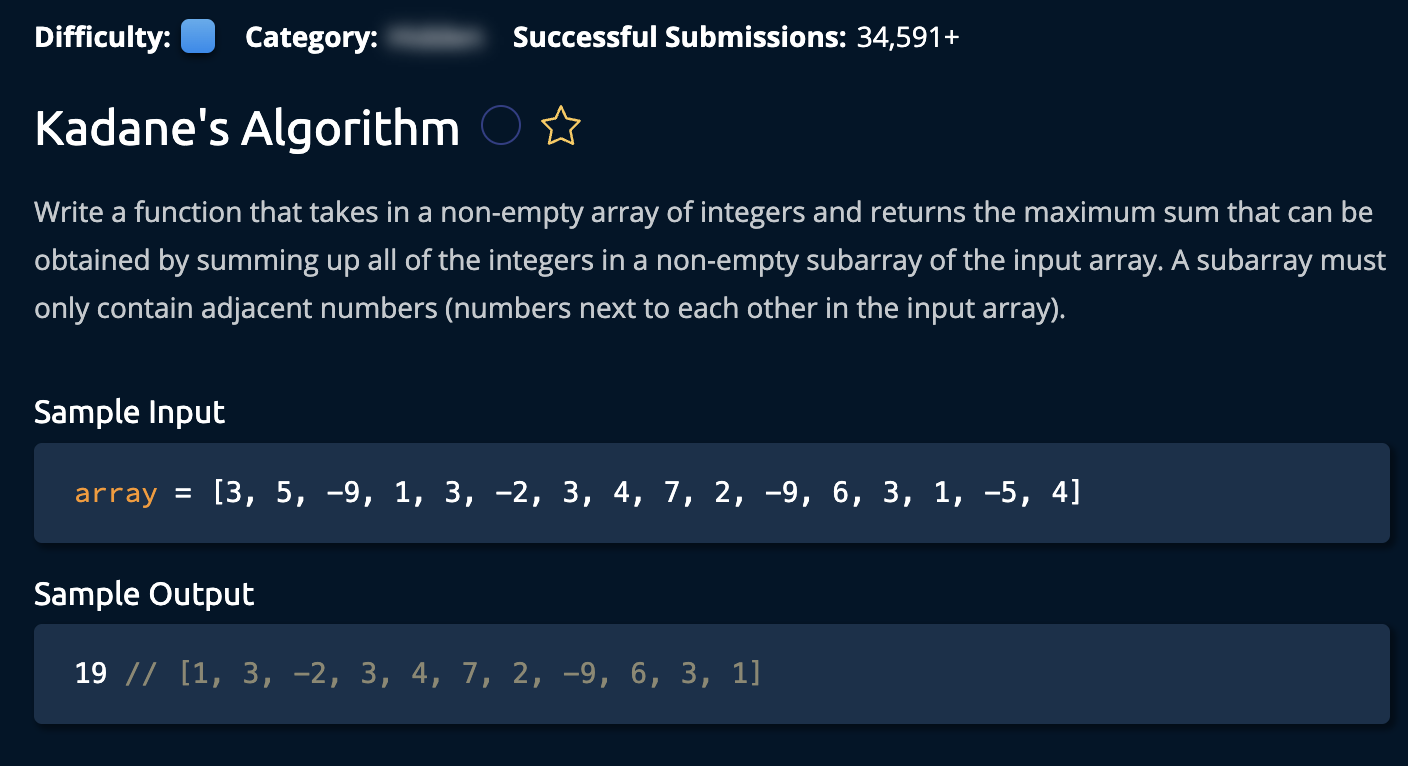 Difficulty: Category: Successful Submissions: 34,591+
Kadane's Algorithm
Write a function that takes in a non-empty array of integers and returns the maximum sum that can be
obtained by summing up all of the integers in a non-empty subarray of the input array. A subarray must
only contain adjacent numbers (numbers next to each other in the input array).
Sample Input
array = [3, 5, −9, 1, 3, −2, 3, 4, 7, 2, −9, 6, 3, 1, −5, 4]
Sample Output
19 // [1, 3, −2, 3, 4, 7, 2, −9, 6, 3, 1]